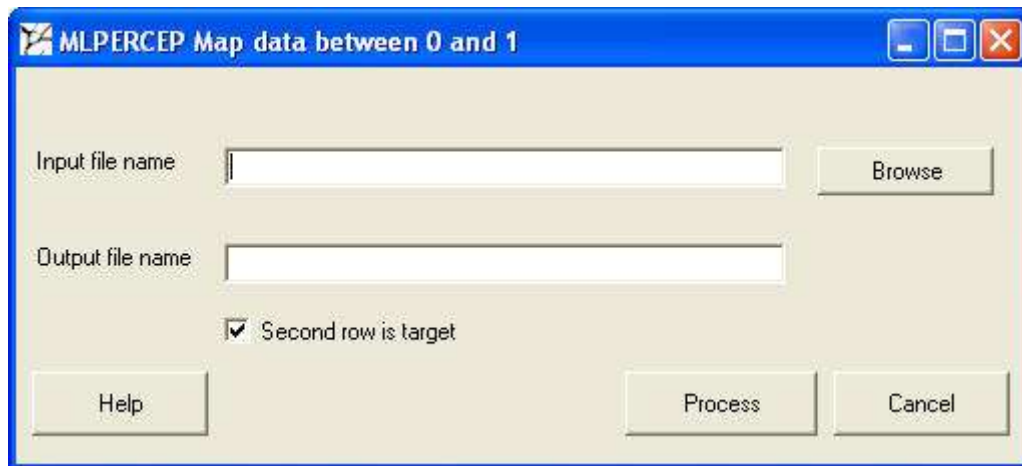 MLPERCEP Map data between 0 and 1
Input file name
Browse
Output file name
Second row is target
Help
Process
Cancel